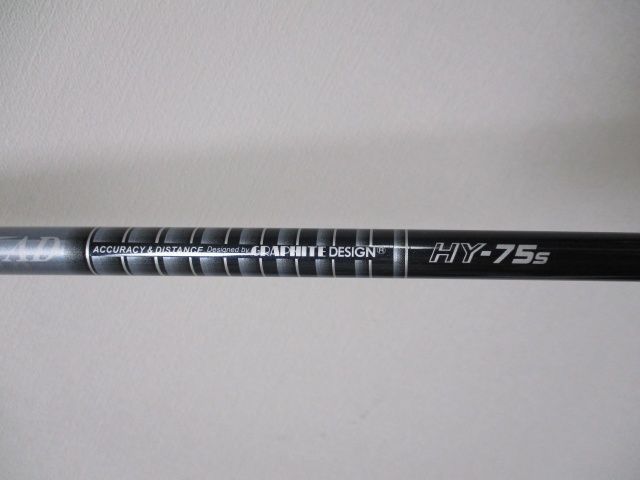 AD ACCURACY & DISTANCE Designed by GRAPHITE DESIGN® HY-75s